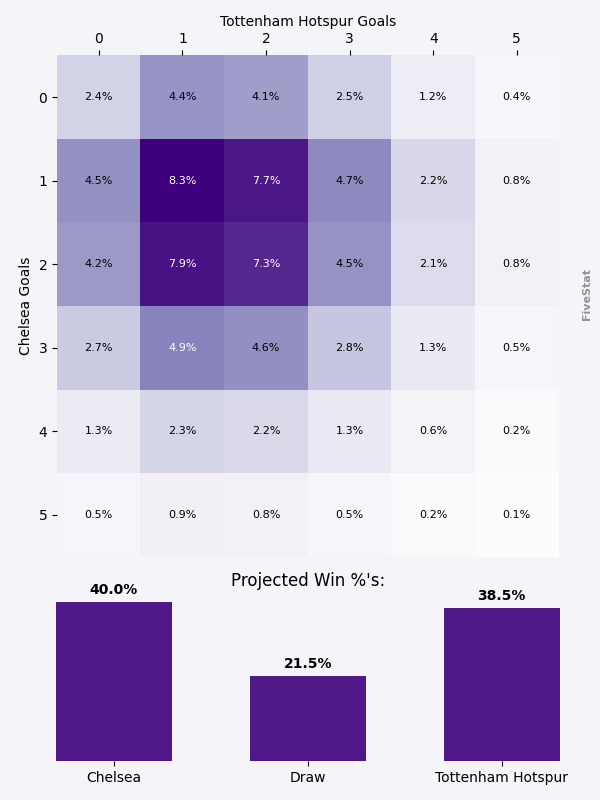 Tottenham Hotspur Goals
0 1 2 3 4 5
0 2.4% 4.4% 4.1% 2.5% 1.2% 0.4%
1 4.5% 8.3% 7.7% 4.7% 2.2% 0.8%
2 4.2% 7.9% 7.3% 4.5% 2.1% 0.8%
3 2.7% 4.9% 4.6% 2.8% 1.3% 0.5%
4 1.3% 2.3% 2.2% 1.3% 0.6% 0.2%
5 0.5% 0.9% 0.8% 0.5% 0.2% 0.1%
Chelsea Goals
FiveStat
Projected Win %'s:
40.0% 21.5% 38.5%
Chelsea Draw Tottenham Hotspur